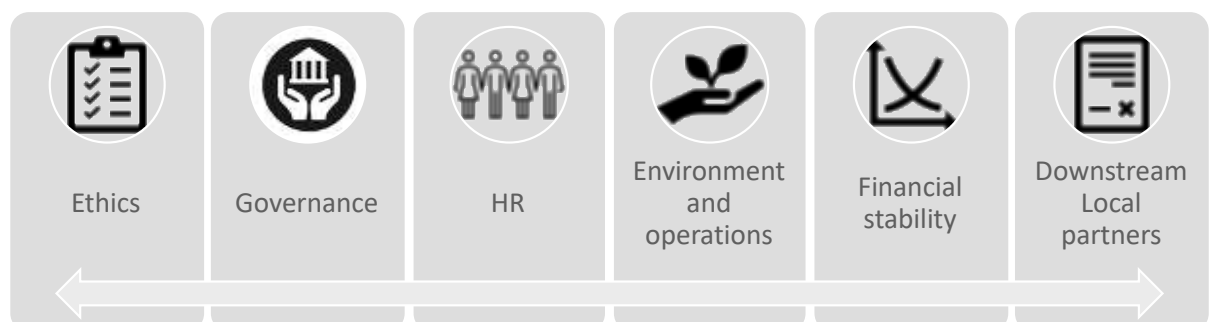 Ethics
Governance
HR
Environment
and
operations
Financial
stability
Downstream
Local
partners